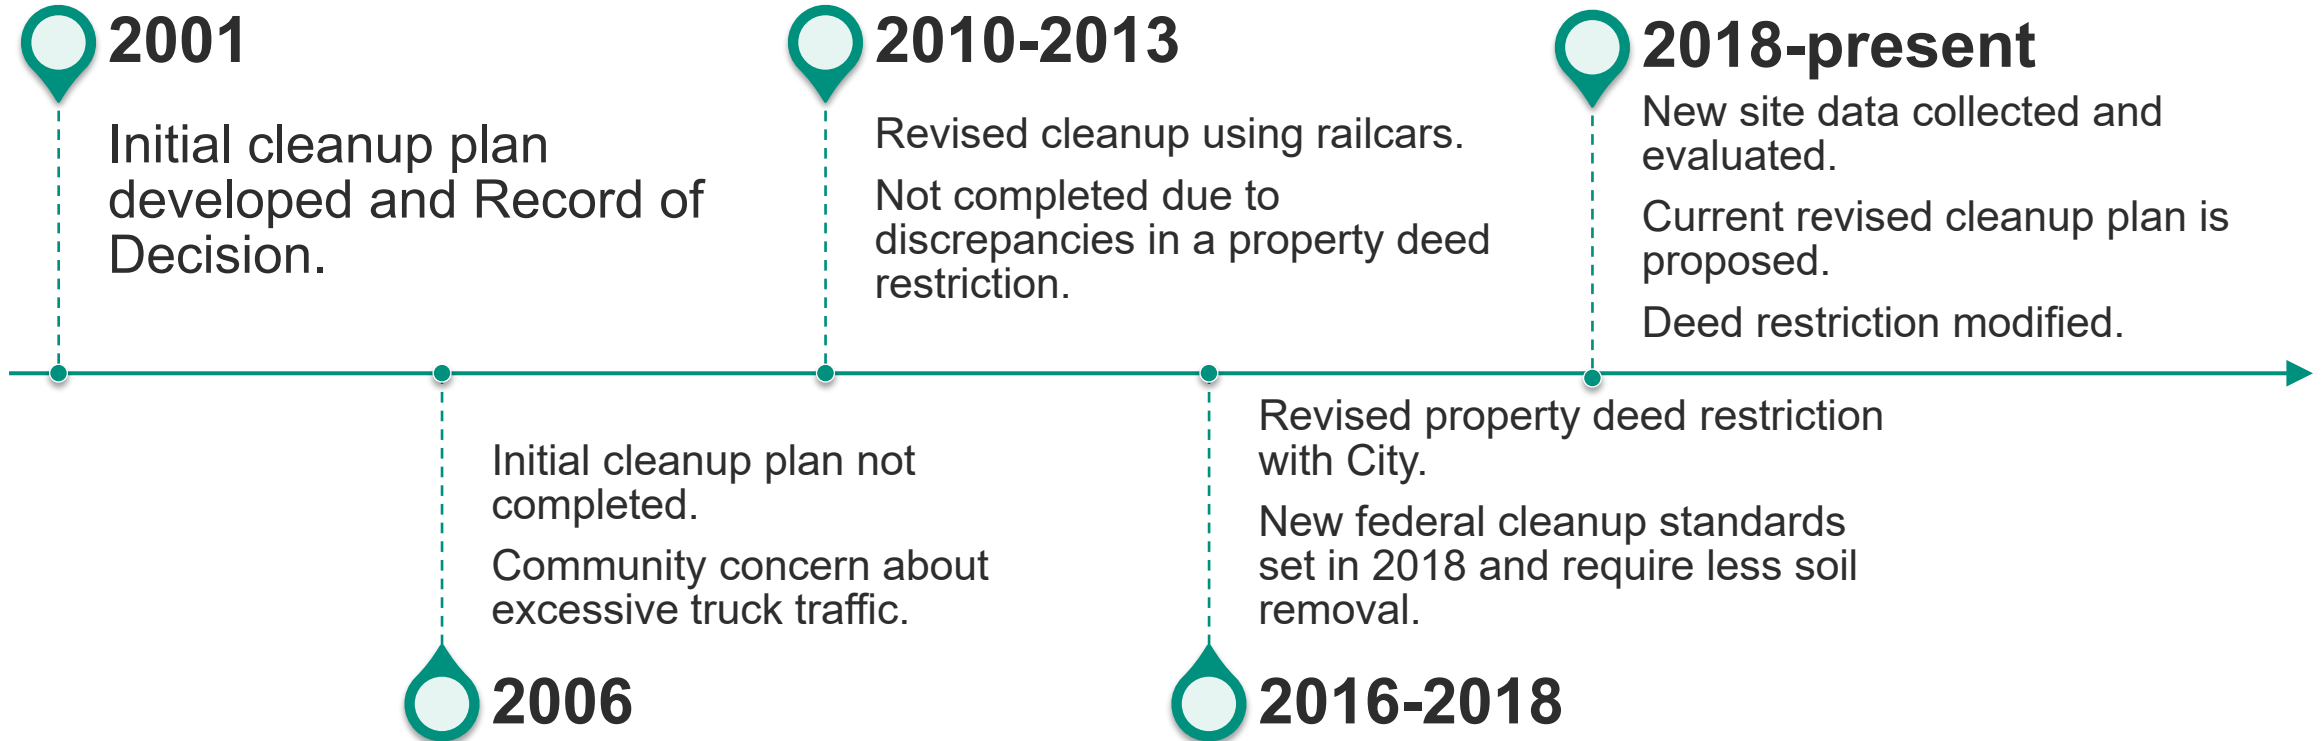 2001
Initial cleanup plan
developed and Record of
Decision.
2006
Initial cleanup plan not
completed.
Community concern about
excessive truck traffic.
2010-2013
Revised cleanup using railcars.
Not completed due to
discrepancies in a property deed
restriction.
2016-2018
Revised property deed restriction
with City.
New federal cleanup standards
set in 2018 and require less soil
removal.
2018-present
New site data collected and
evaluated.
Current revised cleanup plan is
proposed.
Deed restriction modified.